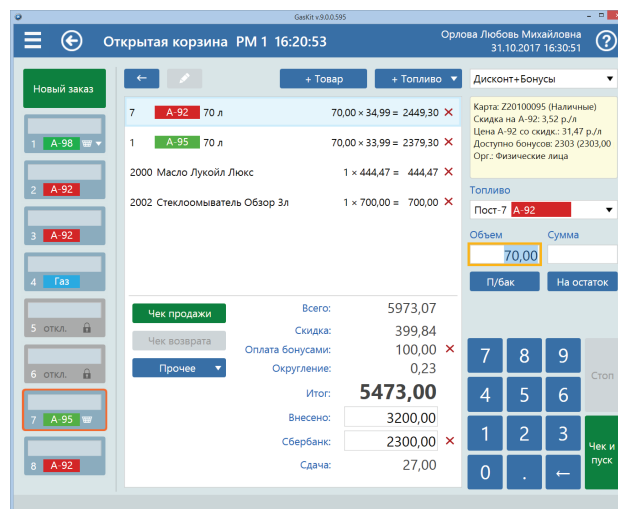 GasKit v.9.0.0.595
Открытая корзина PM 1 16:20:53
Орлова Любовь Михайловна
31.10.2017 16:30:51
?
Новый заказ
1 А-98
2 А-92
3 А-92
4 Газ
5 откл.
6 откл.
7 А-95
8 А-92
+ Товар
+ Топливо
7 А-92 70 л 70,00 × 34,99 = 2449,30
1 А-95 70 л 70,00 × 33,99 = 2379,30
2000 Масло Лукойл Люкс 1 × 444,47 = 444,47
2002 Стеклоомыватель Обзор 3л 1 × 700,00 = 700,00
Чек продажи
Чек возврата
Прочее
Всего: 5973,07
Скидка: 399,84
Оплата бонусами: 100,00
Округление: 0,23
Итог: 5473,00
Внесено: 3200,00
Сбербанк: 2300,00
Сдача: 27,00
Дисконт+Бонусы
Карта: Z20100095 (Наличные)
Скидка на А-92: 3,52 р./л
Цена А-92 со скидк.: 31,47 р./л
Доступно бонусов: 2303 (2303,00
Орг.: Физические лица
Топливо
Пост-7 А-92
Объем Сумма
70,00
П/бак На остаток
7 8 9
4 5 6
1 2 3
0 .
Стоп
Чек и
пуск